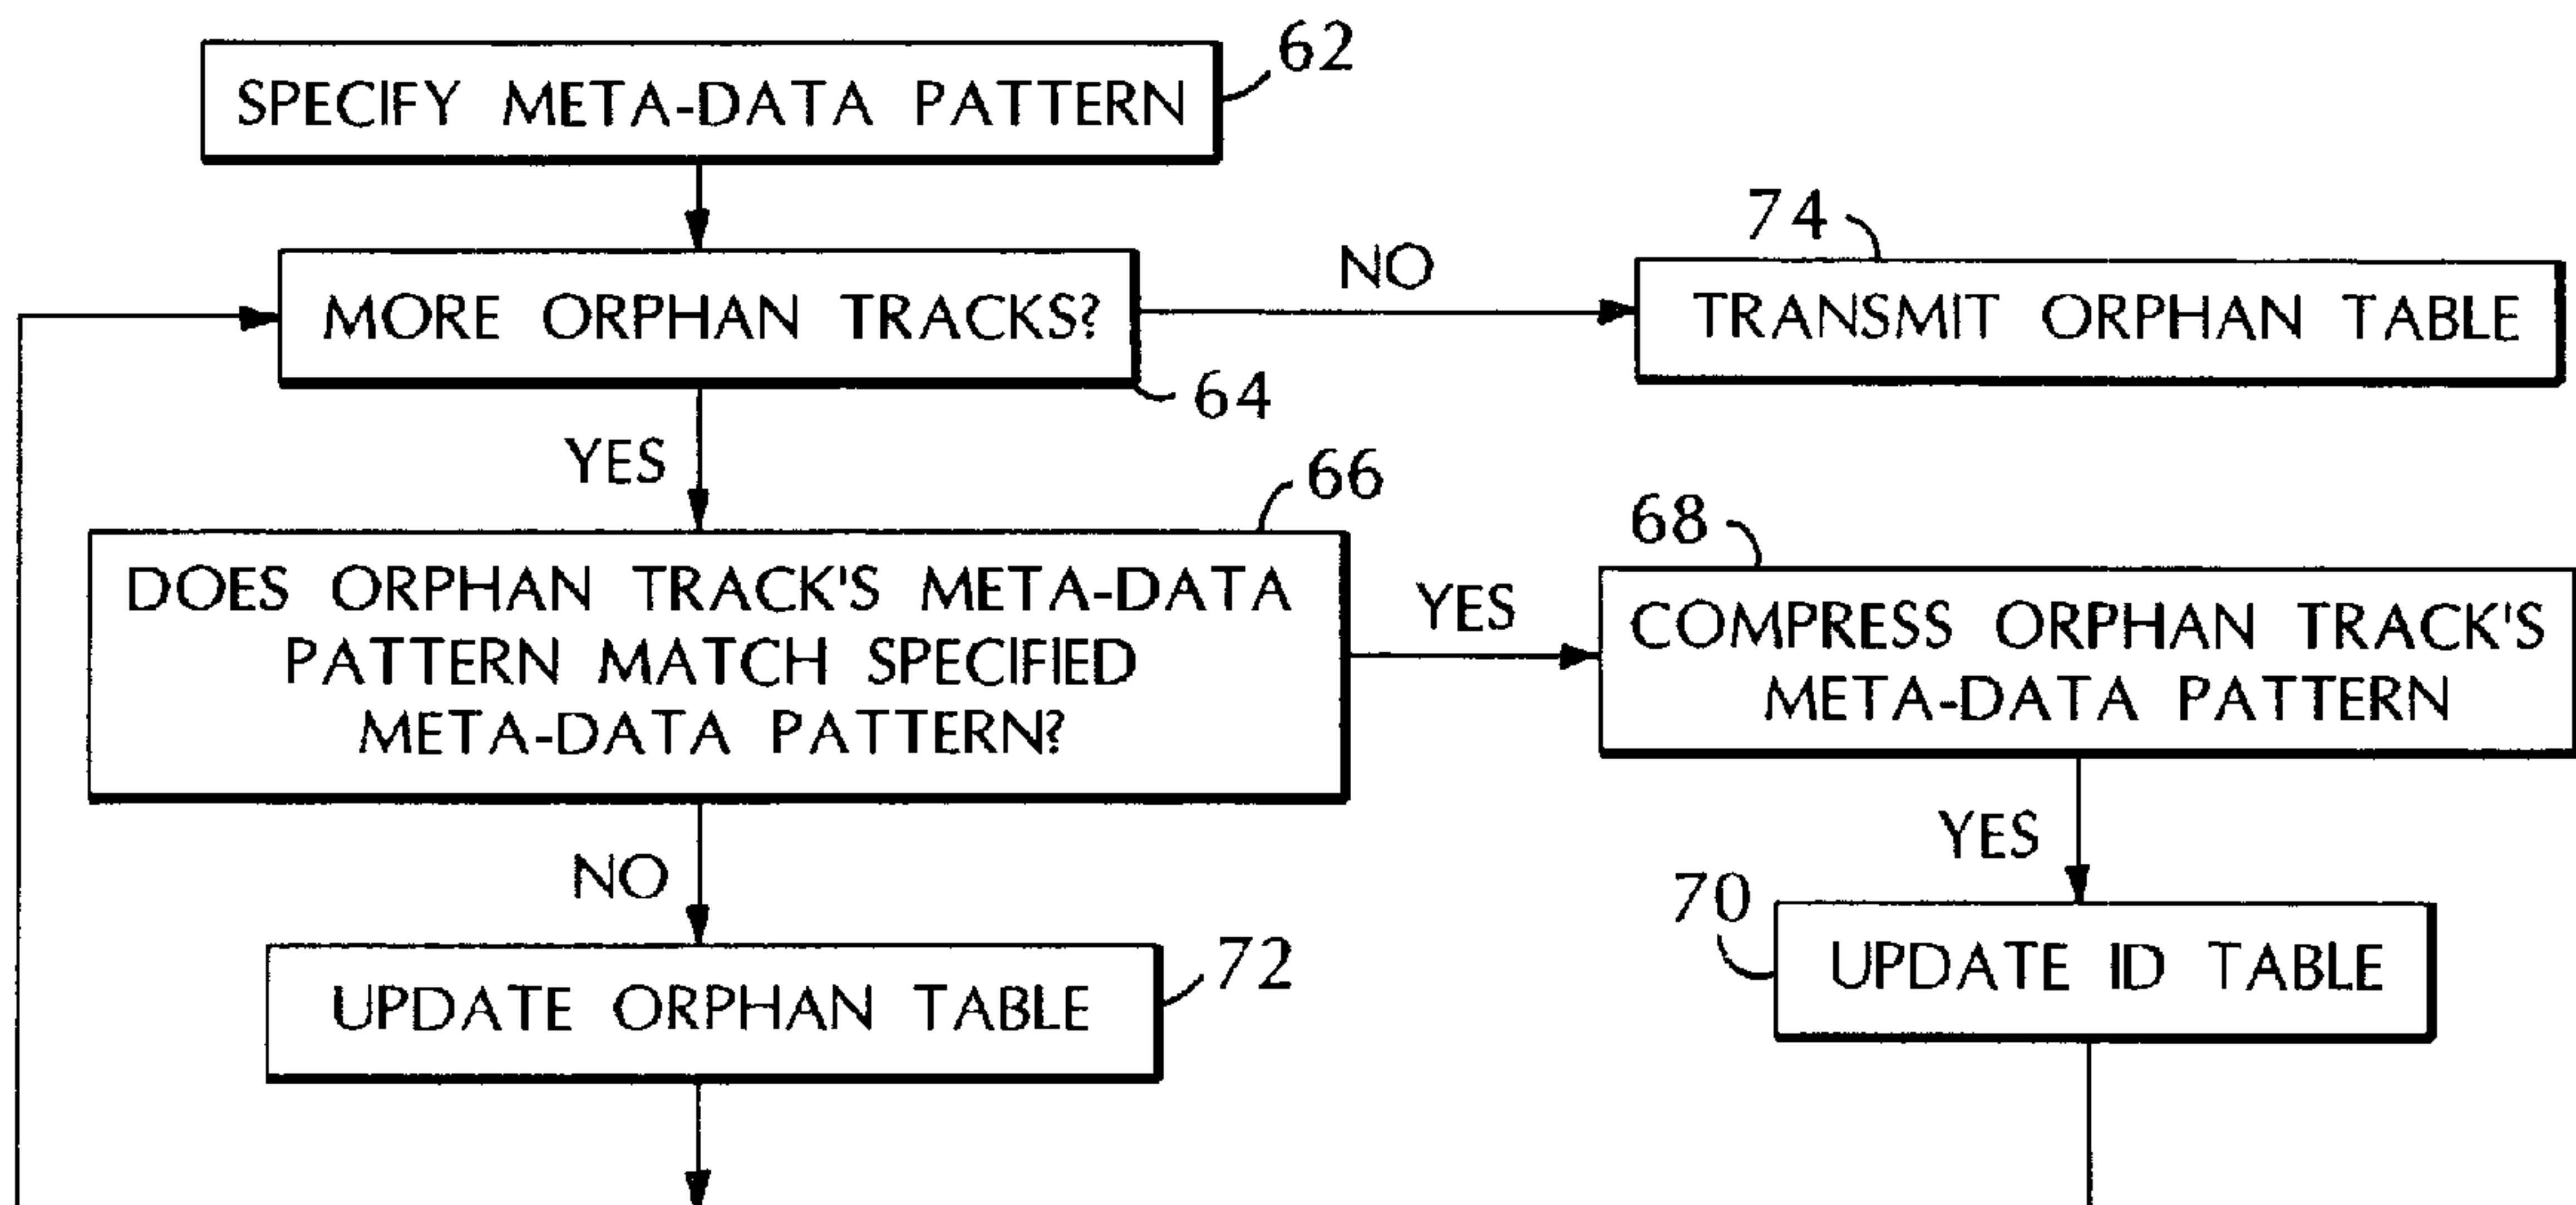 SPECIFY META-DATA PATTERN
62
MORE ORPHAN TRACKS?
64
NO
74
TRANSMIT ORPHAN TABLE
YES
66
DOES ORPHAN TRACK'S META-DATA
PATTERN MATCH SPECIFIED
META-DATA PATTERN?
YES
68
COMPRESS ORPHAN TRACK'S
META-DATA PATTERN
NO
YES
72
UPDATE ORPHAN TABLE
70
UPDATE ID TABLE